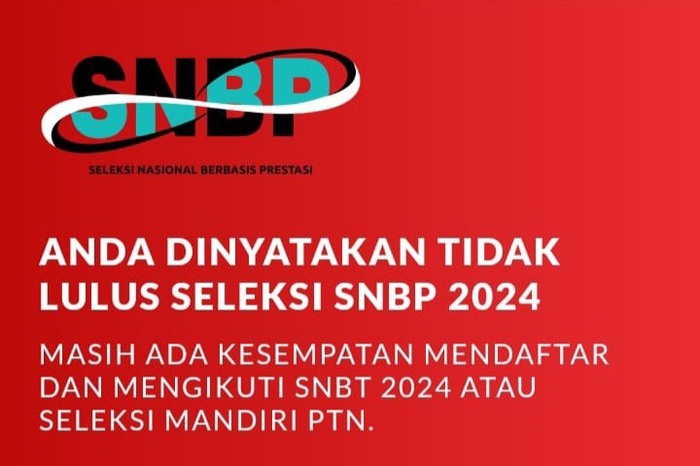 SNBP
SELEKSI NASIONAL BERBASIS PRESTASI
ANDA DINYATAKAN TIDAK
LULUS SELEKSI SNBP 2024
MASIH ADA KESEMPATAN MENDAFTAR
DAN MENGIKUTI SNBT 2024 ATAU
SELEKSI MANDIRI PTN.